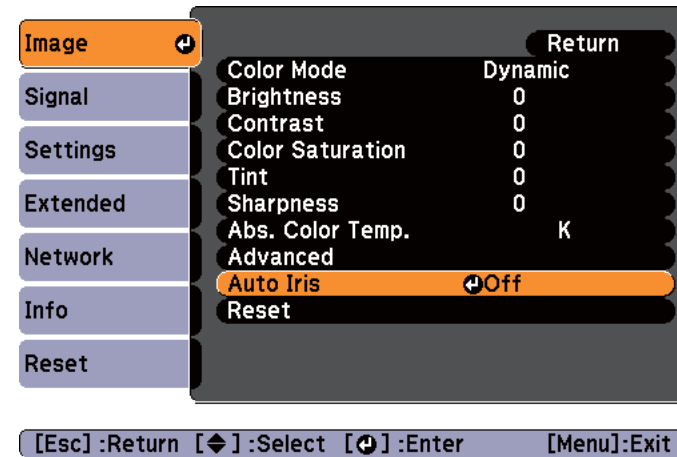 Image
Signal
Settings
Extended
Network
Info
Reset
Return
Color Mode Dynamic
Brightness 0
Contrast 0
Color Saturation 0
Tint 0
Sharpness 0
Abs. Color Temp. K
Advanced
Auto Iris Off
Reset
[Esc] :Return [◆] :Select [↵] :Enter [Menu]:Exit